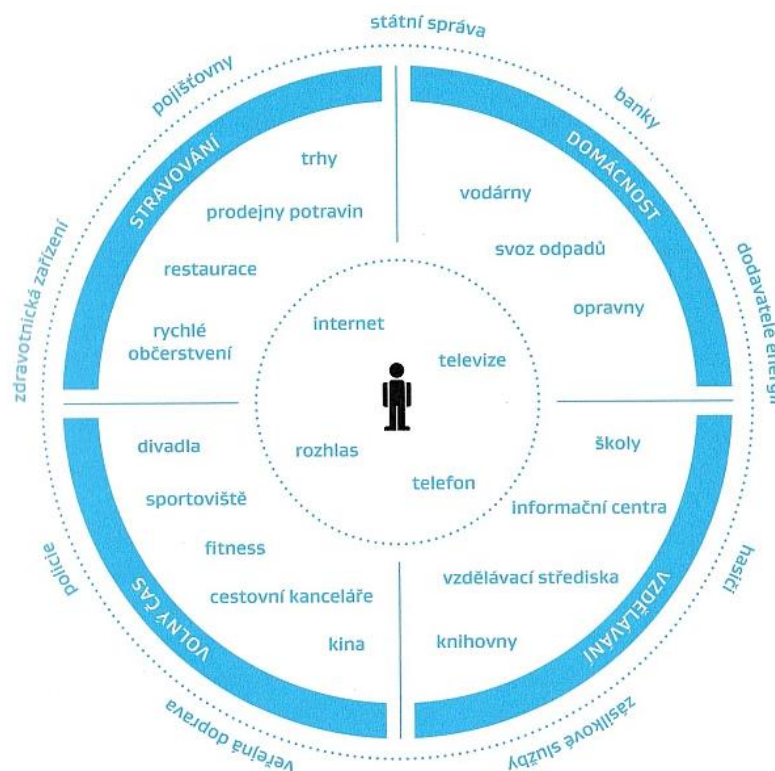 státní správa
pojišťovny
banky
STRAVOVÁNÍ
DOMÁCNOST
trhy
prodejny potravin
restaurace
rychlé
občerstvení
vodárny
svoz odpadů
opravny
zdravotnická zařízení
dodavatelé energií
internet
televize
rozhlas
telefon
divadla
sportoviště
fitness
cestovní kanceláře
kina
školy
informační centra
vzdělávací střediska
knihovny
policie
hasiči
VOLNÝ ČAS
VZDĚLÁVÁNÍ
veřejná doprava
zásilkové služby